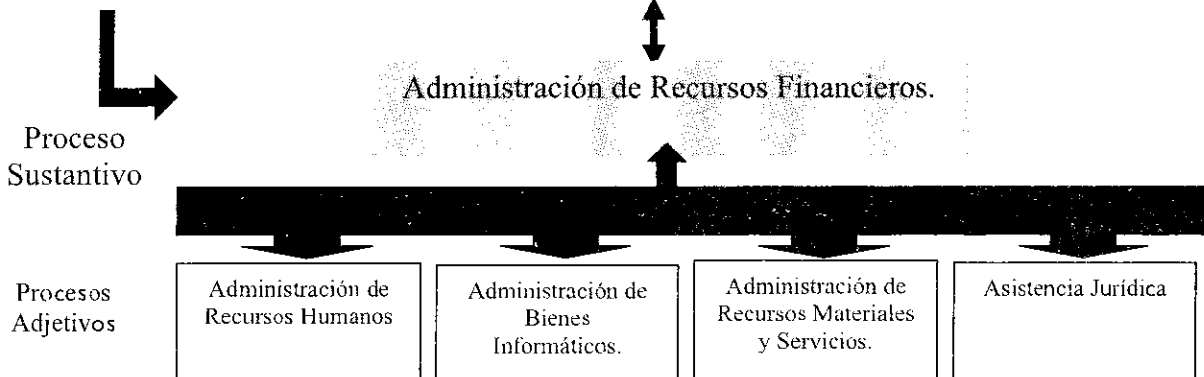 Administración de Recursos Financieros.
Proceso
Sustantivo
Procesos
Adjetivos
Administración de
Recursos Humanos
Administración de
Bienes
Informáticos.
Administración de
Recursos Materiales
y Servicios.
Asistencia Jurídica